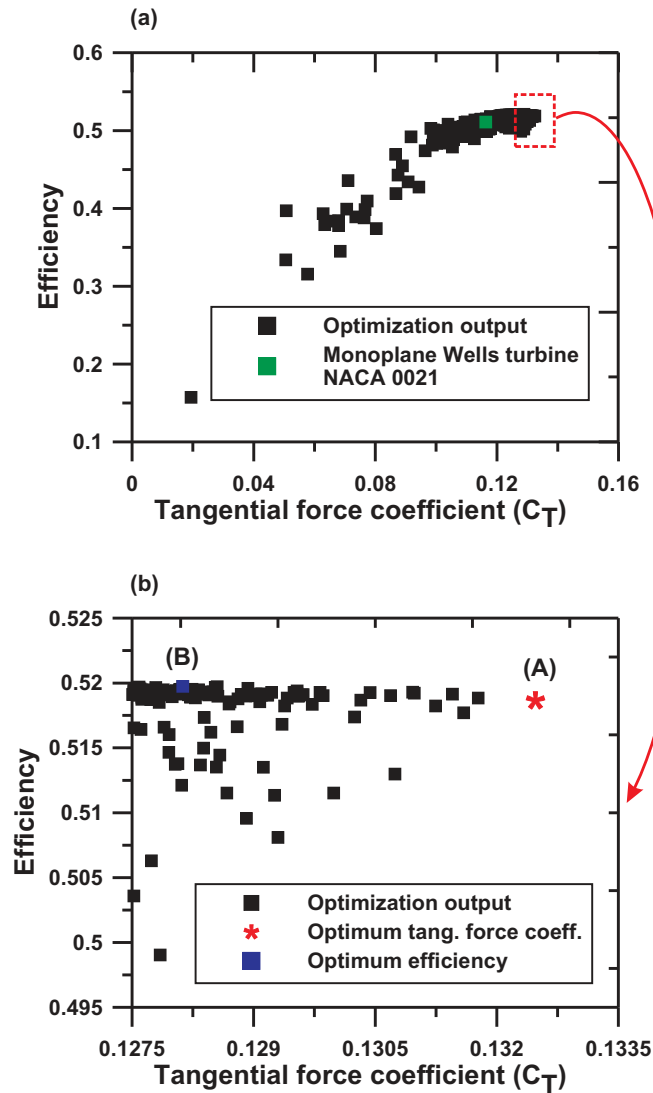 (a)
0.6
0.5
0.4
0.3
0.2
0.1
Efficiency
Optimization output
Monoplane Wells turbine
NACA 0021
0 0.04 0.08 0.12 0.16
Tangential force coefficient (CT)
(b)
0.525
0.52
0.515
0.51
0.505
0.5
0.495
Efficiency
(B)
(A)
Optimization output
* Optimum tang. force coeff.
Optimum efficiency
0.1275 0.129 0.1305 0.132 0.1335
Tangential force coefficient (CT)